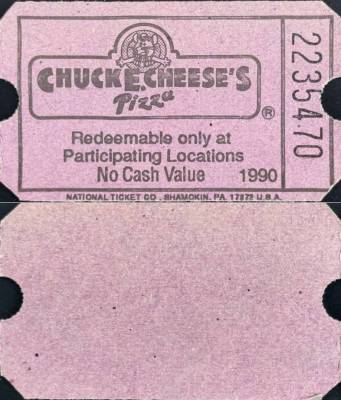 CHUCK E. CHEESE'S
Pizza
®
Redeemable only at
Participating Locations
No Cash Value 1990
2235470
NATIONAL TICKET CO. SHAMOKIN, PA. 17872 U.S.A.